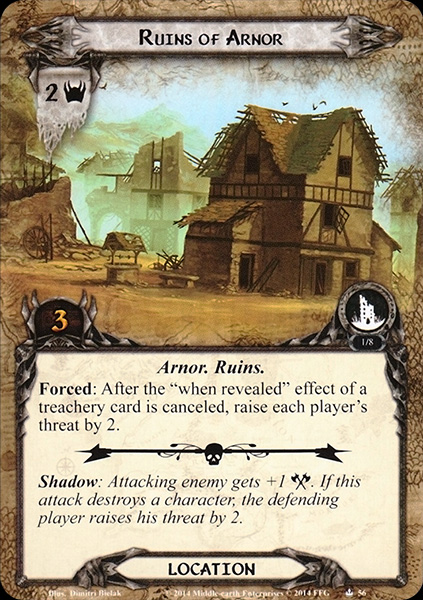 RUINS OF ARNOR
2
3
1/8
Arnor. Ruins.
Forced: After the “when revealed” effect of a
treachery card is canceled, raise each player’s
threat by 2.
Shadow: Attacking enemy gets +1 . If this
attack destroys a character, the defending
player raises his threat by 2.
LOCATION
Illus. Dimitri Bielak © 2014 Middle-earth Enterprises © 2014 FFG 56